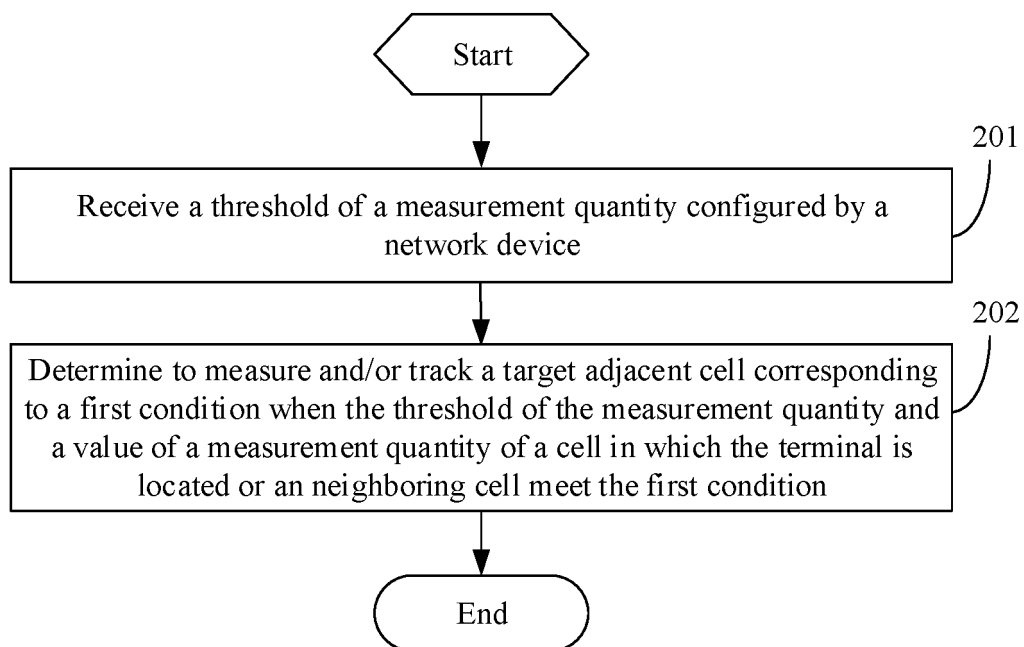 Start
201
Receive a threshold of a measurement quantity configured by a
network device
202
Determine to measure and/or track a target adjacent cell corresponding
to a first condition when the threshold of the measurement quantity and
a value of a measurement quantity of a cell in which the terminal is
located or an neighboring cell meet the first condition
End